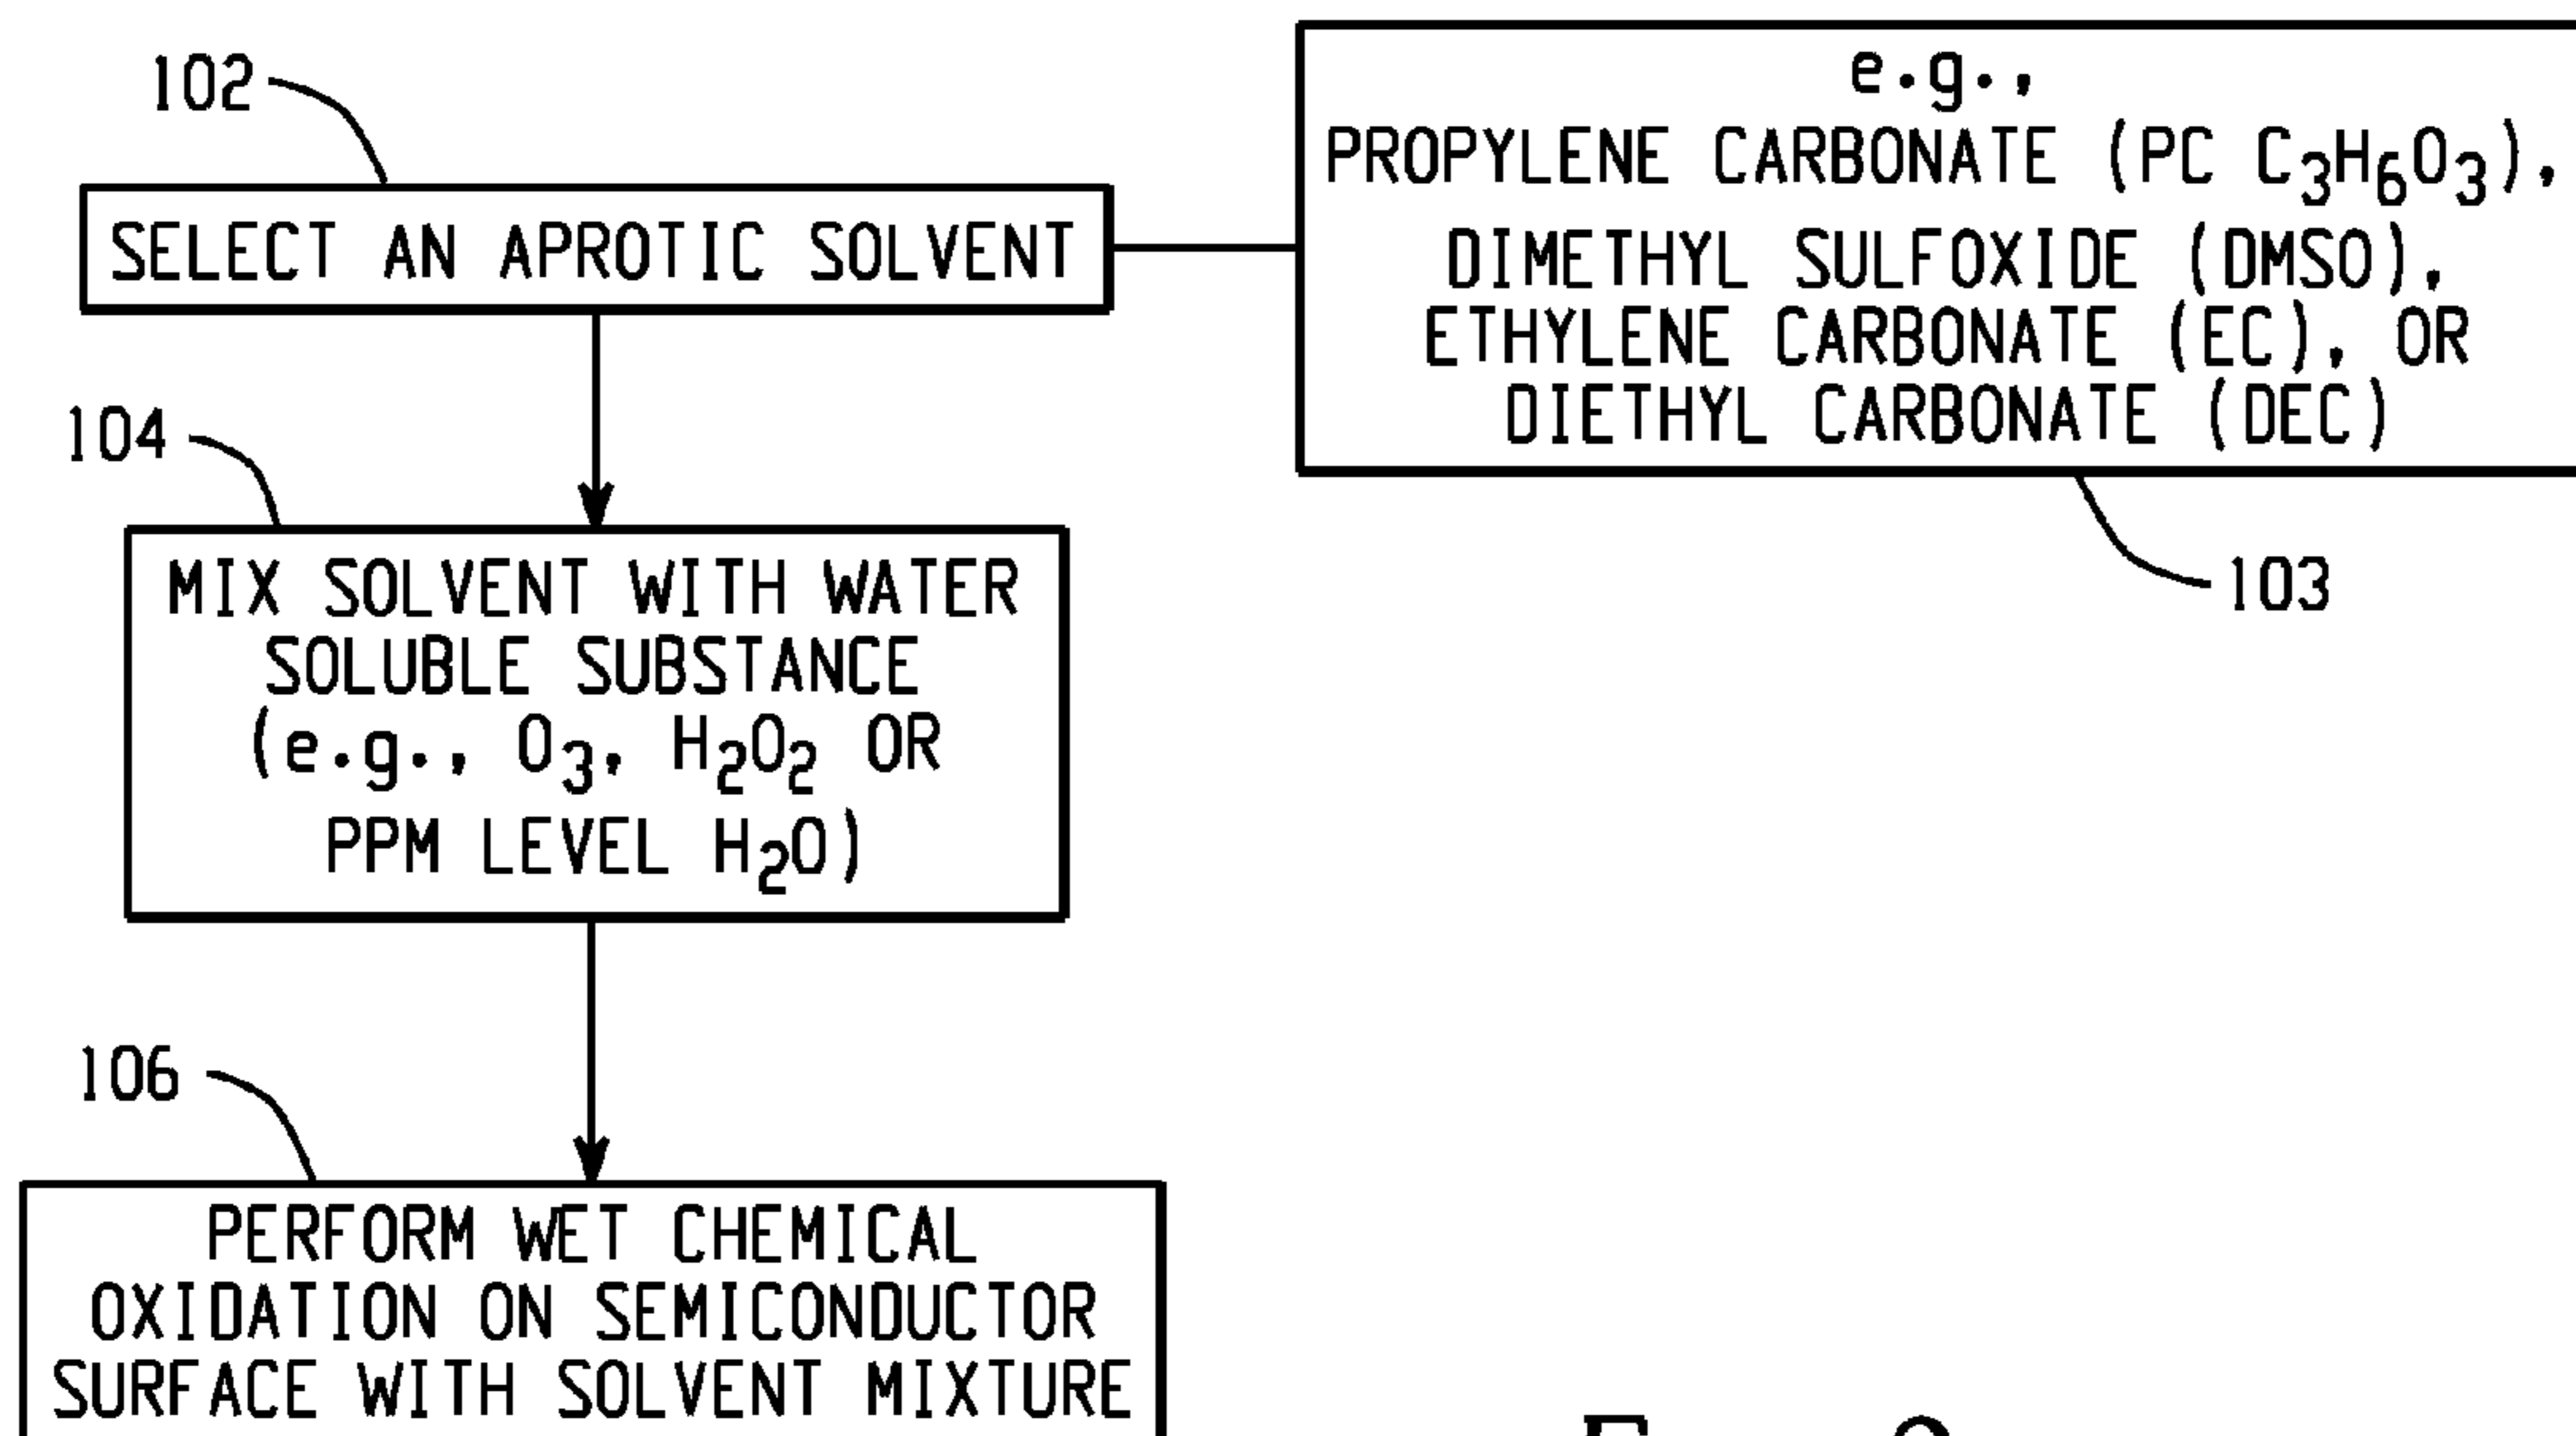 102
SELECT AN APROTIC SOLVENT
e.g.,
PROPYLENE CARBONATE (PC C₃H₆O₃),
DIMETHYL SULFOXIDE (DMSO),
ETHYLENE CARBONATE (EC), OR
DIETHYL CARBONATE (DEC)
103
104
MIX SOLVENT WITH WATER
SOLUBLE SUBSTANCE
(e.g., O₃, H₂O₂ OR
PPM LEVEL H₂O)
106
PERFORM WET CHEMICAL
OXIDATION ON SEMICONDUCTOR
SURFACE WITH SOLVENT MIXTURE